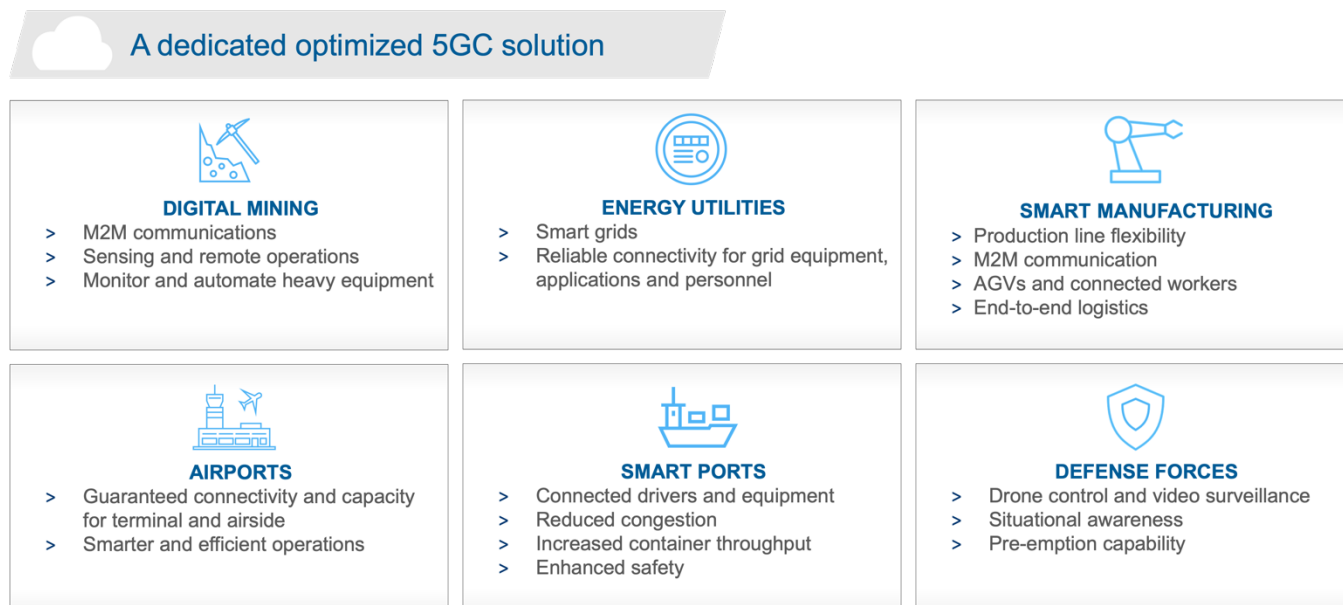 A dedicated optimized 5GC solution
DIGITAL MINING
> M2M communications
> Sensing and remote operations
> Monitor and automate heavy equipment
ENERGY UTILITIES
> Smart grids
> Reliable connectivity for grid equipment,
applications and personnel
SMART MANUFACTURING
> Production line flexibility
> M2M communication
> AGVs and connected workers
> End-to-end logistics
AIRPORTS
> Guaranteed connectivity and capacity
for terminal and airside
> Smarter and efficient operations
SMART PORTS
> Connected drivers and equipment
> Reduced congestion
> Increased container throughput
> Enhanced safety
DEFENSE FORCES
> Drone control and video surveillance
> Situational awareness
> Pre-emption capability